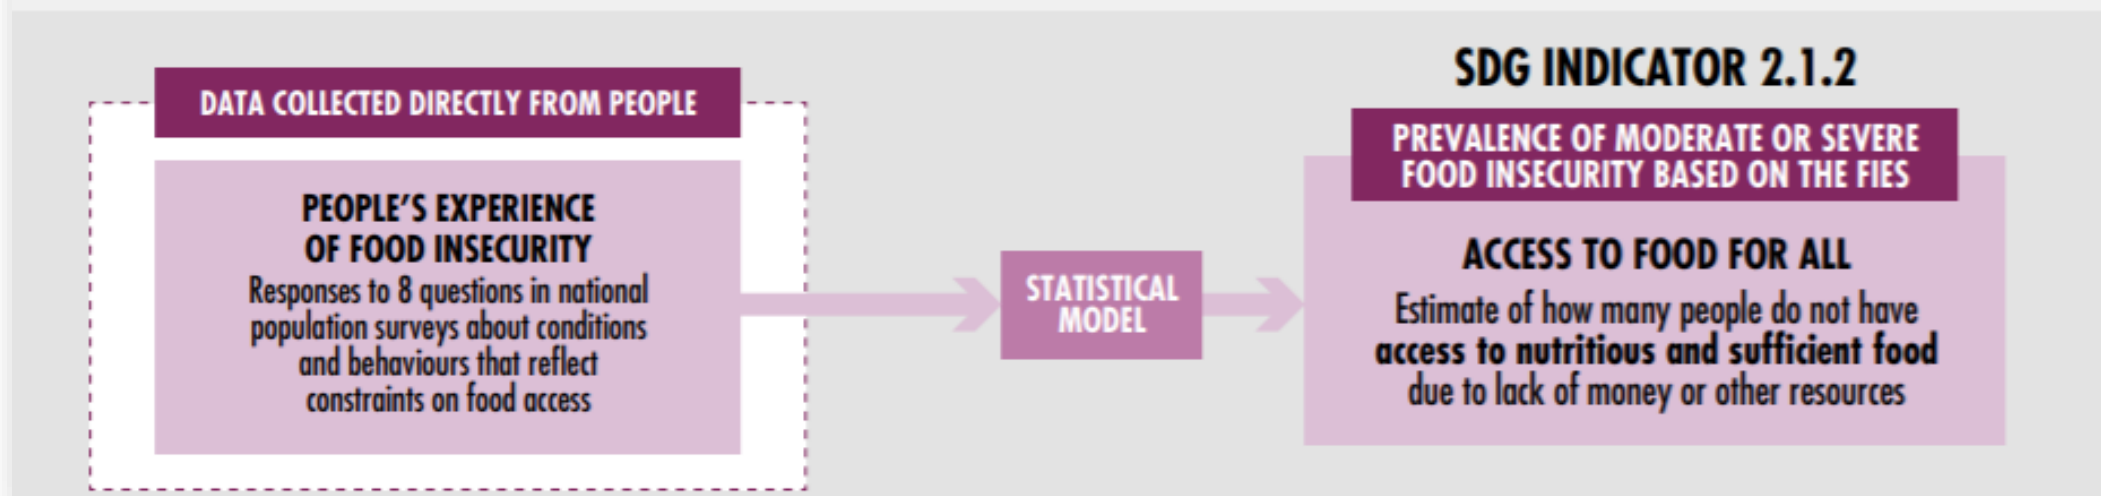 DATA COLLECTED DIRECTLY FROM PEOPLE
PEOPLE'S EXPERIENCE
OF FOOD INSECURITY
Responses to 8 questions in national
population surveys about conditions
and behaviours that reflect
constraints on food access
STATISTICAL
MODEL
SDG INDICATOR 2.1.2
PREVALENCE OF MODERATE OR SEVERE
FOOD INSECURITY BASED ON THE FIES
ACCESS TO FOOD FOR ALL
Estimate of how many people do not have
access to nutritious and sufficient food
due to lack of money or other resources